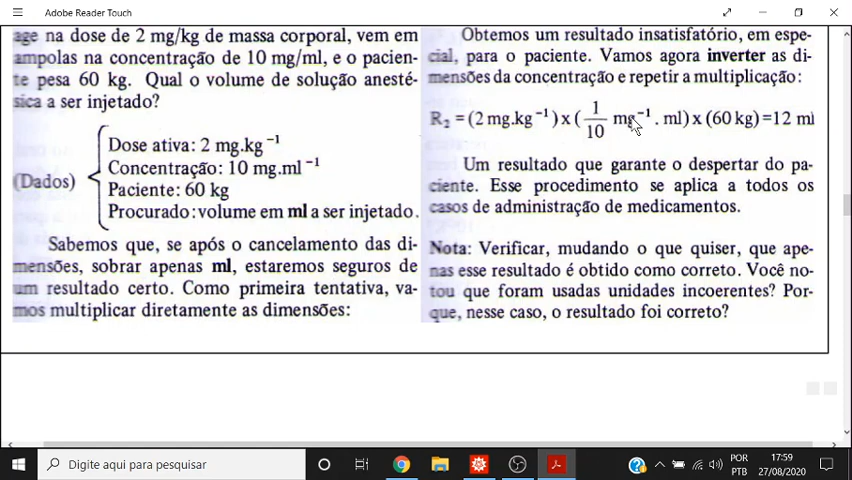 Adobe Reader Touch
age na dose de 2 mg/kg de massa corporal, vem em
ampolas na concentração de 10 mg/ml, e o pacien-
te pesa 60 kg. Qual o volume de solução anesté-
sica a ser injetado?
(Dados)
Dose ativa: 2 mg.kg⁻¹
Concentração: 10 mg.ml⁻¹
Paciente: 60 kg
Procurado: volume em ml a ser injetado.
Sabemos que, se após o cancelamento das di-
mensões, sobrar apenas ml, estaremos seguros de
um resultado certo. Como primeira tentativa, va-
mos multiplicar diretamente as dimensões:
Obtemos um resultado insatisfatório, em espe-
cial, para o paciente. Vamos agora inverter as di-
mensões da concentração e repetir a multiplicação:
R₂ = (2 mg.kg⁻¹) x (1/10 mg⁻¹ . ml) x (60 kg) = 12 ml
Um resultado que garante o despertar do pa-
ciente. Esse procedimento se aplica a todos os
casos de administração de medicamentos.
Nota: Verificar, mudando o que quiser, que ape-
nas esse resultado é obtido como correto. Você no-
tou que foram usadas unidades incoerentes? Por-
que, nesse caso, o resultado foi correto?
Digite aqui para pesquisar
POR
PTB
17:59
27/08/2020